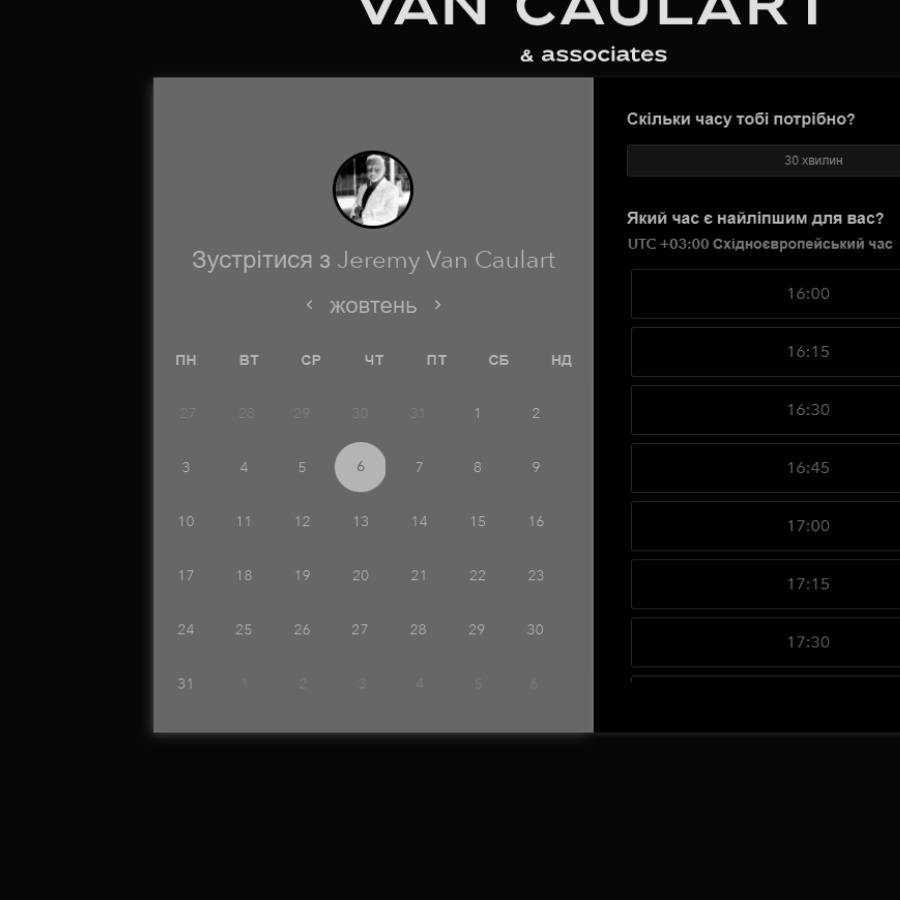 VAN CAULART
& associates
Зустрітися з Jeremy Van Caulart
жовтень
ПН ВТ СР ЧТ ПТ СБ НД
27 28 29 30 31 1 2
3 4 5 6 7 8 9
10 11 12 13 14 15 16
17 18 19 20 21 22 23
24 25 26 27 28 29 30
31 1 2 3 4 5 6
Скільки часу тобі потрібно?
30 хвилин
Який час є найліпшим для вас?
UTC +03:00 Східноєвропейський час
16:00
16:15
16:30
16:45
17:00
17:15
17:30